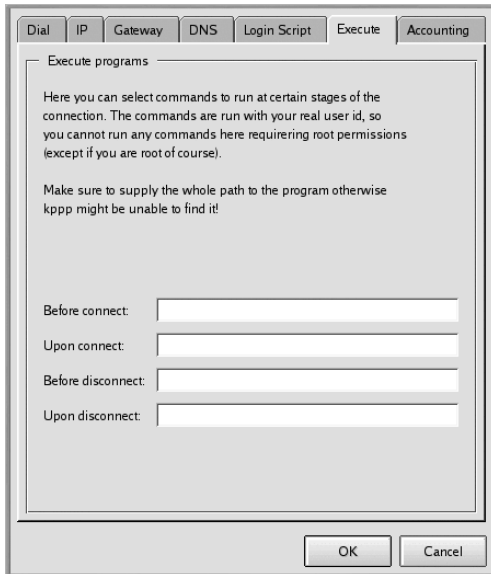 Dial IP Gateway DNS Login Script Execute Accounting
Execute programs
Here you can select commands to run at certain stages of the
connection. The commands are run with your real user id, so
you cannot run any commands here requirering root permissions
(except if you are root of course).
Make sure to supply the whole path to the program otherwise
kppp might be unable to find it!
Before connect:
Upon connect:
Before disconnect:
Upon disconnect:
OK Cancel